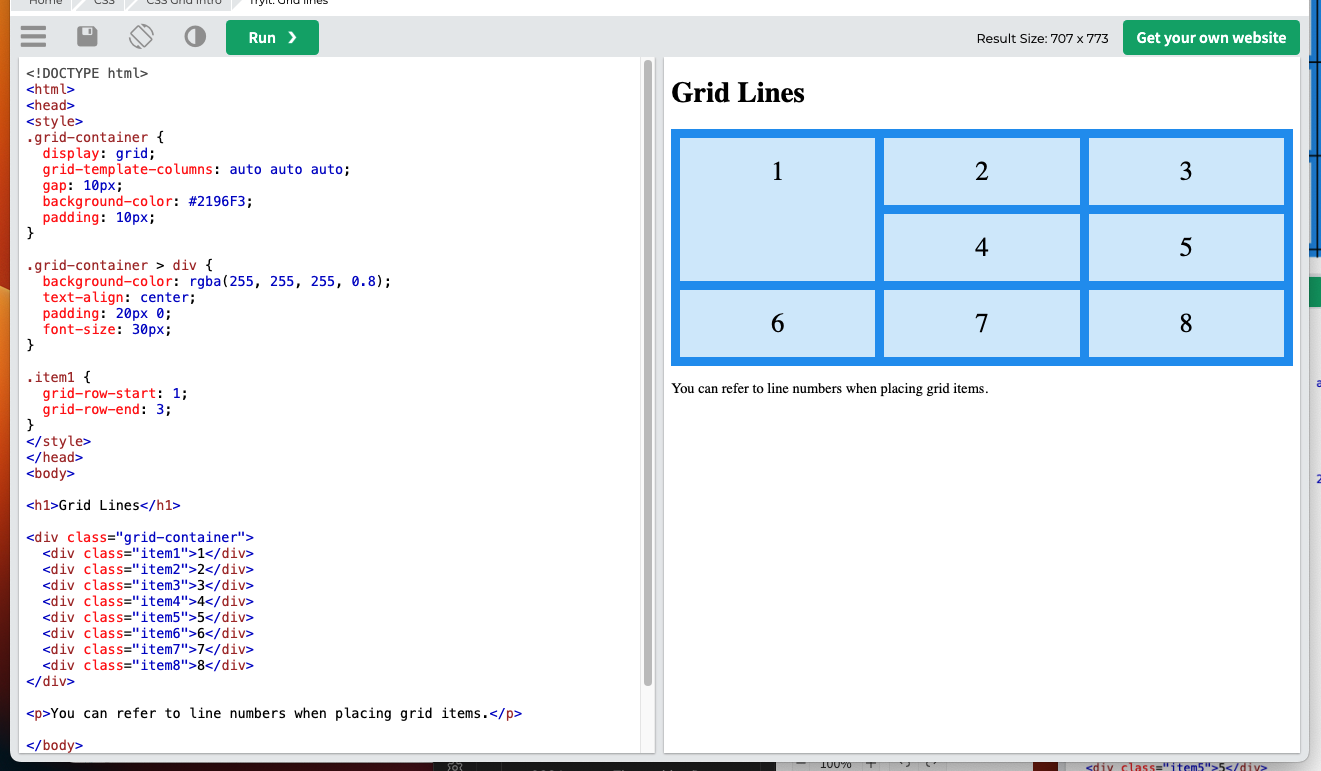 Home CSS CSS Grid Intro Tryit: Grid lines
Run ❯
Result Size: 707 x 773
Get your own website
<!DOCTYPE html>
<html>
<head>
<style>
.grid-container {
  display: grid;
  grid-template-columns: auto auto auto;
  gap: 10px;
  background-color: #2196F3;
  padding: 10px;
}

.grid-container > div {
  background-color: rgba(255, 255, 255, 0.8);
  text-align: center;
  padding: 20px 0;
  font-size: 30px;
}

.item1 {
  grid-row-start: 1;
  grid-row-end: 3;
}
</style>
</head>
<body>

<h1>Grid Lines</h1>

<div class="grid-container">
  <div class="item1">1</div>
  <div class="item2">2</div>
  <div class="item3">3</div>
  <div class="item4">4</div>
  <div class="item5">5</div>
  <div class="item6">6</div>
  <div class="item7">7</div>
  <div class="item8">8</div>
</div>

<p>You can refer to line numbers when placing grid items.</p>

</body>
Grid Lines
1 2 3
4 5
6 7 8
You can refer to line numbers when placing grid items.
100%
<div class="item5">5</div>